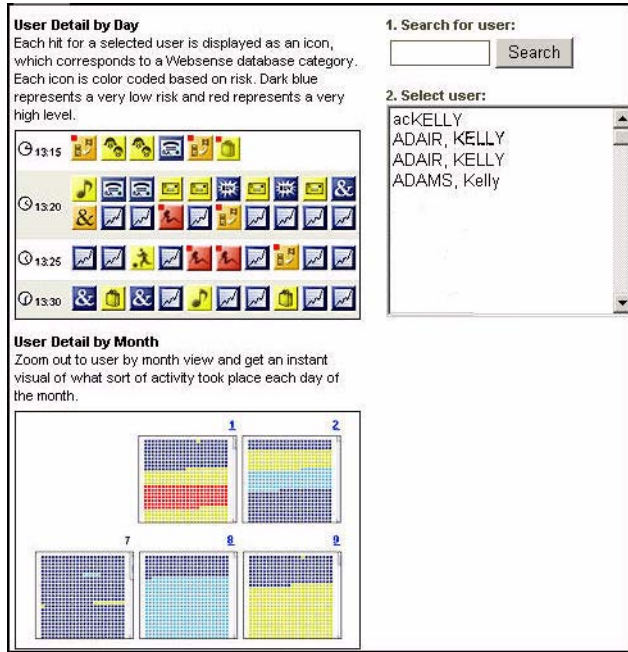 User Detail by Day
Each hit for a selected user is displayed as an icon,
which corresponds to a Websense database category.
Each icon is color coded based on risk. Dark blue
represents a very low risk and red represents a very
high level.
13:15
13:20
& 
&
13:25
13:30 & &
User Detail by Month
Zoom out to user by month view and get an instant
visual of what sort of activity took place each day of
the month.
1 2
7 8 9
1. Search for user:
Search
2. Select user:
acKELLY
ADAIR, KELLY
ADAIR, KELLY
ADAMS, Kelly